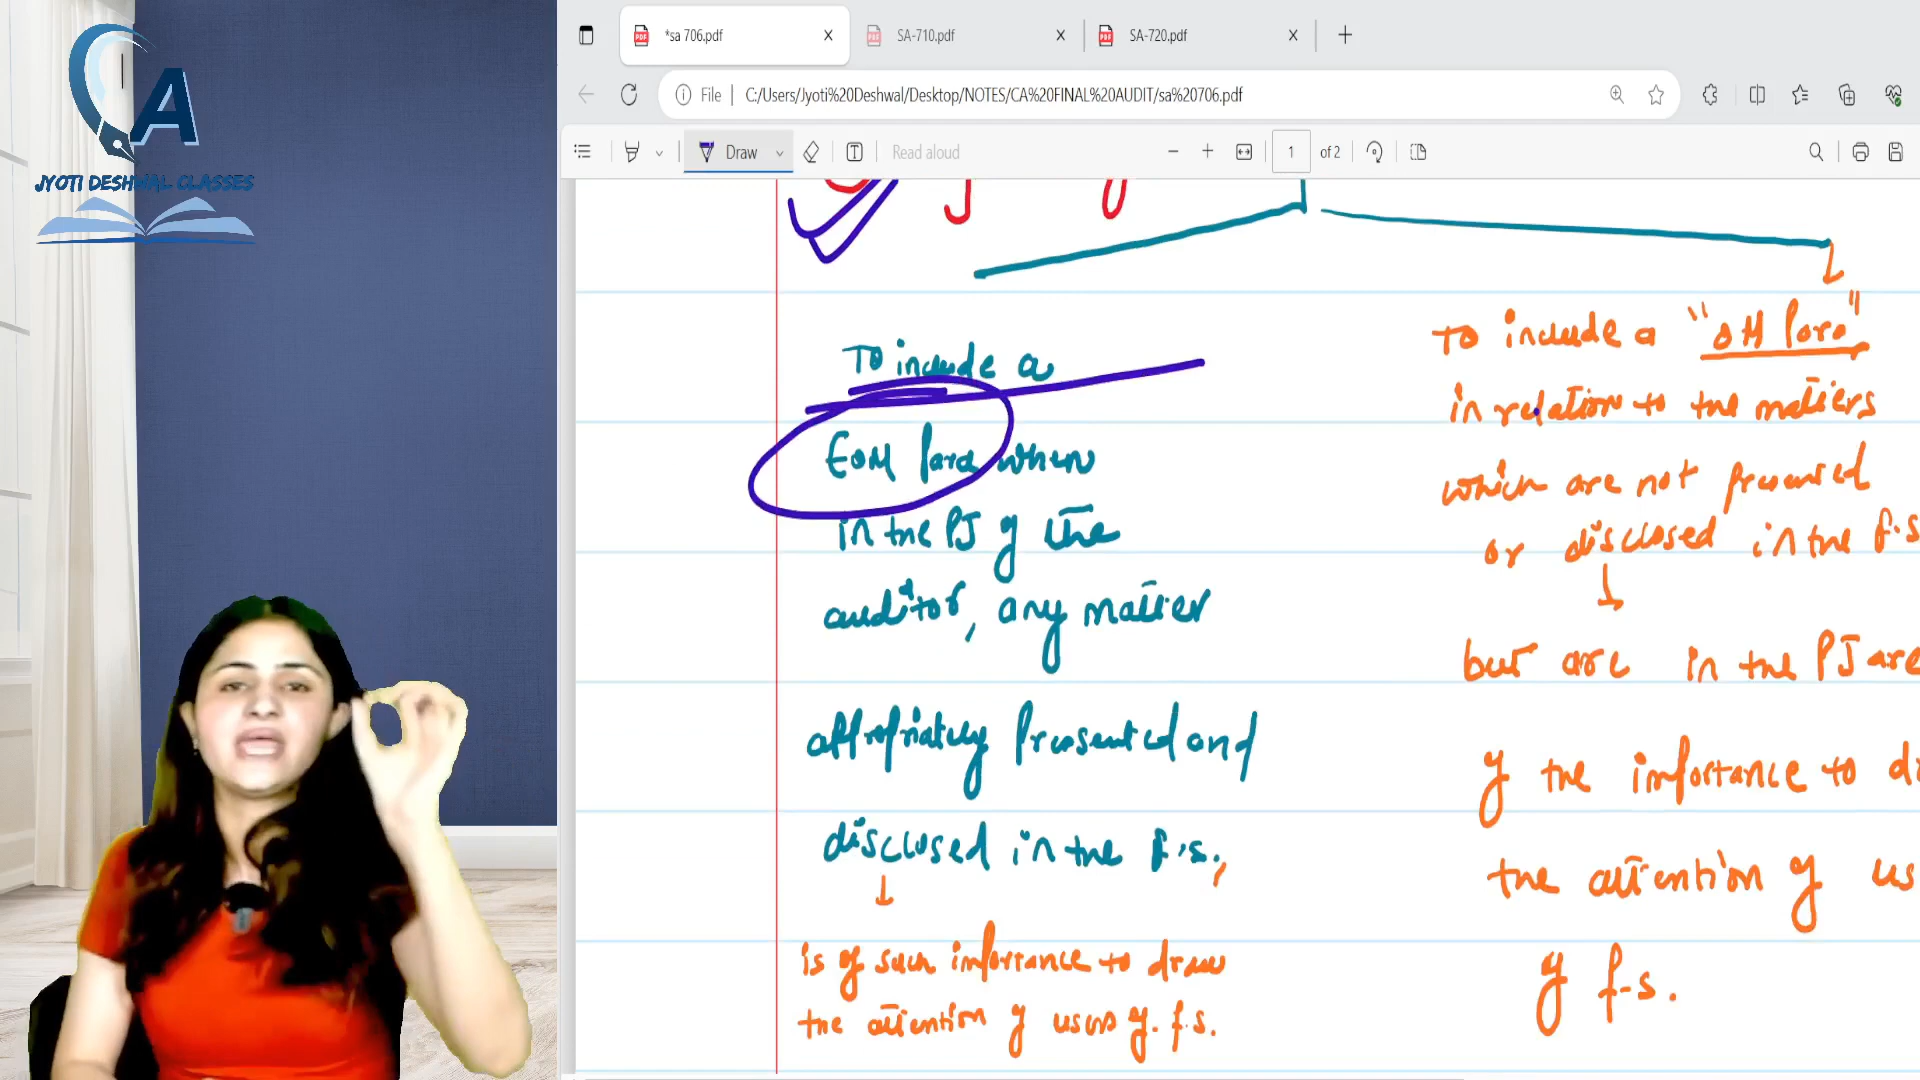 CA
JYOTI DESHWAL CLASSES
*sa 706.pdf
SA-710.pdf
SA-720.pdf
File
C:/Users/Jyoti%20Deshwal/Desktop/NOTES/CA%20FINAL%20AUDIT/sa%20706.pdf
Draw
Read aloud
1 of 2
To include a
EOM para when
in the PJ of the
auditor, any matter
appropriately presented and
disclosed in the f.s.,
is of such importance to draw
the attention of users of f.s.
To include a "OM para"
in relation to the matters
which are not presented
or disclosed in the f.s
but are in the PJ are
of the importance to
the attention of us
of f.s.